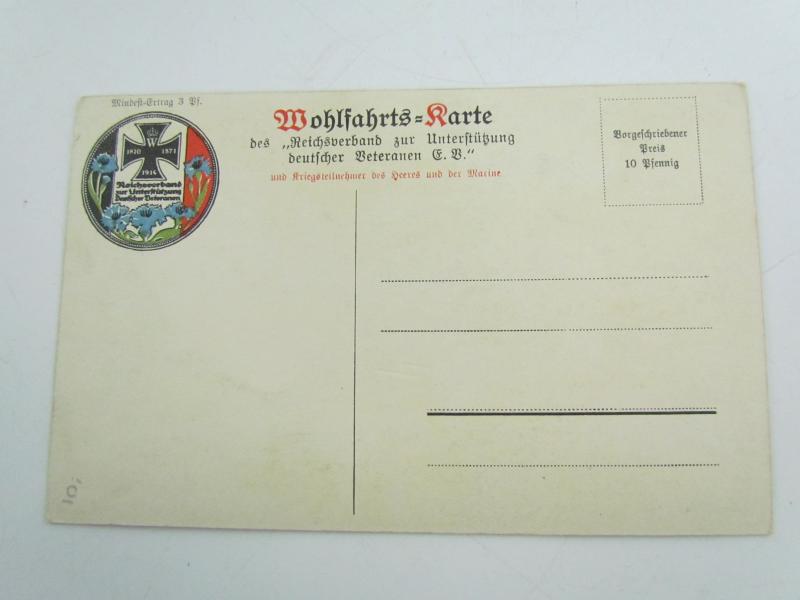 Mindest-Ertrag 3 Pf.
Wohlfahrts-Karte
des „Reichsverband zur Unterstützung
deutscher Veteranen E. V."
und Kriegsteilnehmer des Heeres und der Marine
Vorgeschriebener
Preis
10 Pfennig
W
1870 1871
1914
Reichsverband
zur Unterstützung
Deutscher Veteranen
10,-